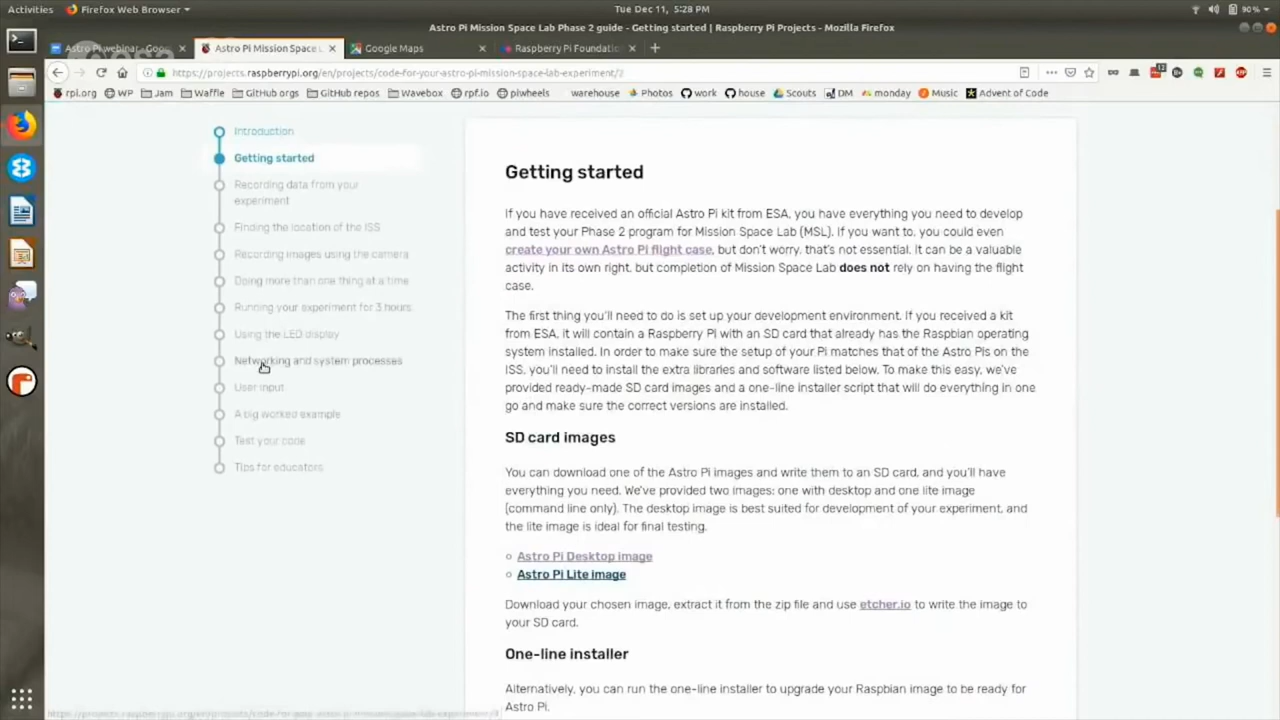 Activities Firefox Web Browser Tue Dec 11, 5:28 PM 90%
Astro Pi Mission Space Lab Phase 2 guide - Getting started | Raspberry Pi Projects - Mozilla Firefox
Astro Pi webinar - Goo Astro Pi Mission Space L Google Maps Raspberry Pi Foundatio
https://projects.raspberrypi.org/en/projects/code-for-your-astro-pi-mission-space-lab-experiment/2
rpi.org WP Jam Waffle GitHub orgs GitHub repos Wavebox rpf.io piwheels warehouse Photos work house Scouts DM monday Music Advent of Code
Introduction
Getting started
Recording data from your
experiment
Finding the location of the ISS
Recording images using the camera
Doing more than one thing at a time
Running your experiment for 3 hours
Using the LED display
Networking and system processes
User input
A big worked example
Test your code
Tips for educators
Getting started
If you have received an official Astro Pi kit from ESA, you have everything you need to develop
and test your Phase 2 program for Mission Space Lab (MSL). If you want to, you could even
create your own Astro Pi flight case, but don't worry, that's not essential. It can be a valuable
activity in its own right, but completion of Mission Space Lab does not rely on having the flight
case.
The first thing you'll need to do is set up your development environment. If you received a kit
from ESA, it will contain a Raspberry Pi with an SD card that already has the Raspbian operating
system installed. In order to make sure the setup of your Pi matches that of the Astro Pis on the
ISS, you'll need to install the extra libraries and software listed below. To make this easy, we've
provided ready-made SD card images and a one-line installer script that will do everything in one
go and make sure the correct versions are installed.
SD card images
You can download one of the Astro Pi images and write them to an SD card, and you'll have
everything you need. We've provided two images: one with desktop and one lite image
(command line only). The desktop image is best suited for development of your experiment, and
the lite image is ideal for final testing.
Astro Pi Desktop image
Astro Pi Lite image
Download your chosen image, extract it from the zip file and use etcher.io to write the image to
your SD card.
One-line installer
Alternatively, you can run the one-line installer to upgrade your Raspbian image to be ready for
Astro Pi.